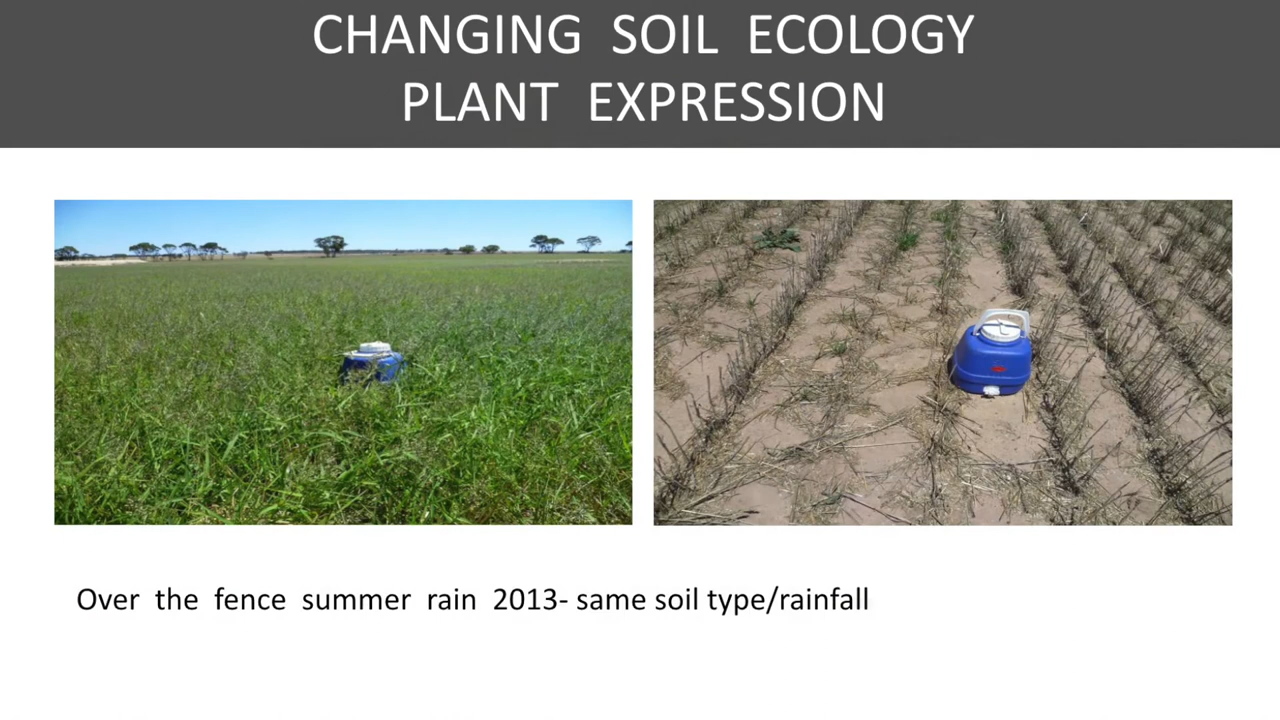 CHANGING SOIL ECOLOGY
PLANT EXPRESSION
Over the fence summer rain 2013- same soil type/rainfall